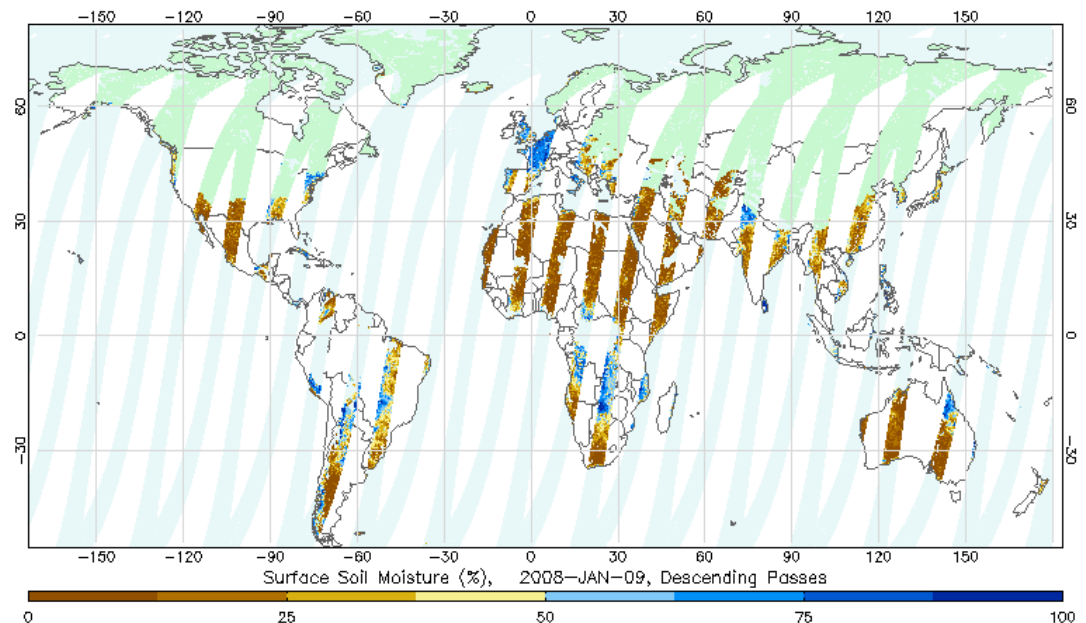 −150 −120 −90 −60 −30 0 30 60 90 120 150
60 60
30 30
0 0
−30 −30
−150 −120 −90 −60 −30 0 30 60 90 120 150
Surface Soil Moisture (%), 2008−JAN−09, Descending Passes
0 25 50 75 100